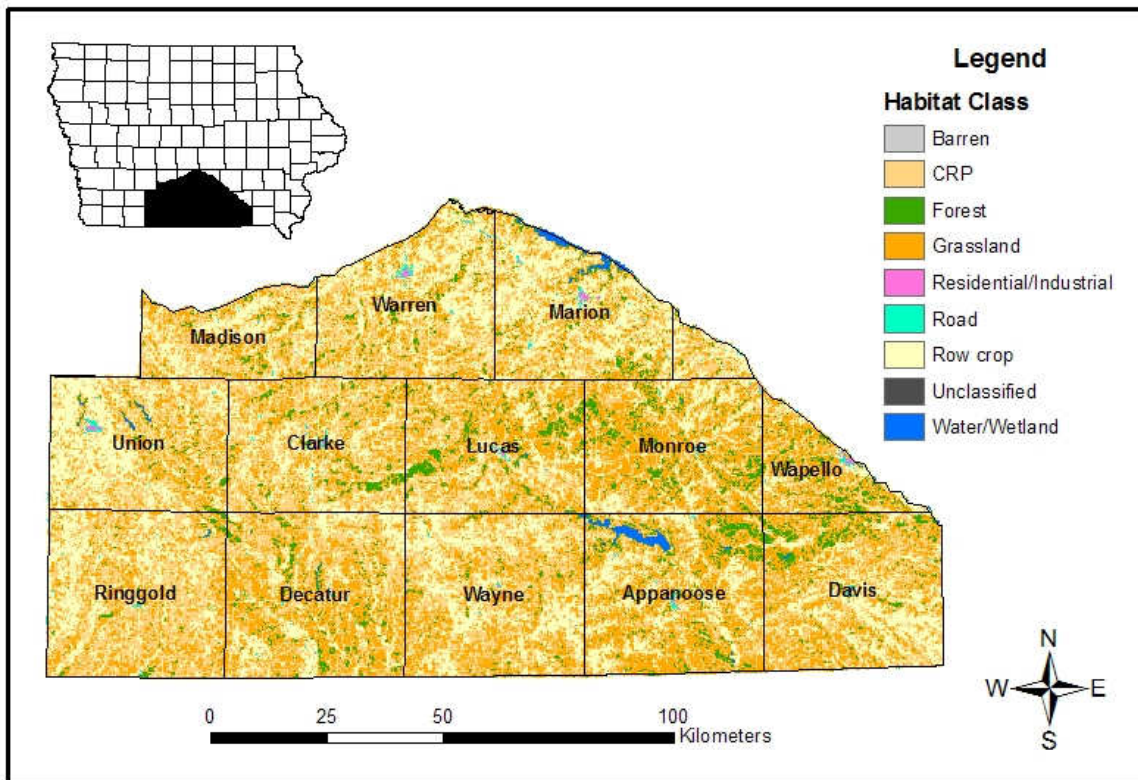 Legend
Habitat Class
Barren
CRP
Forest
Grassland
Residential/Industrial
Road
Row crop
Unclassified
Water/Wetland
Warren
Marion
Madison
Union
Clarke
Lucas
Monroe
Wapello
Ringgold
Decatur
Wayne
Appanoose
Davis
N
W E
S
0 25 50 100
Kilometers